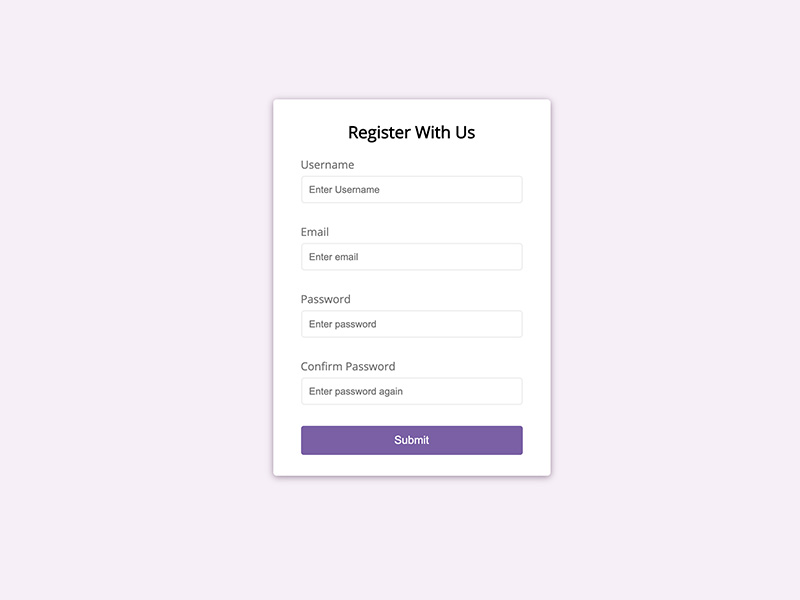 Register With Us
Username
Enter Username
Email
Enter email
Password
Enter password
Confirm Password
Enter password again
Submit